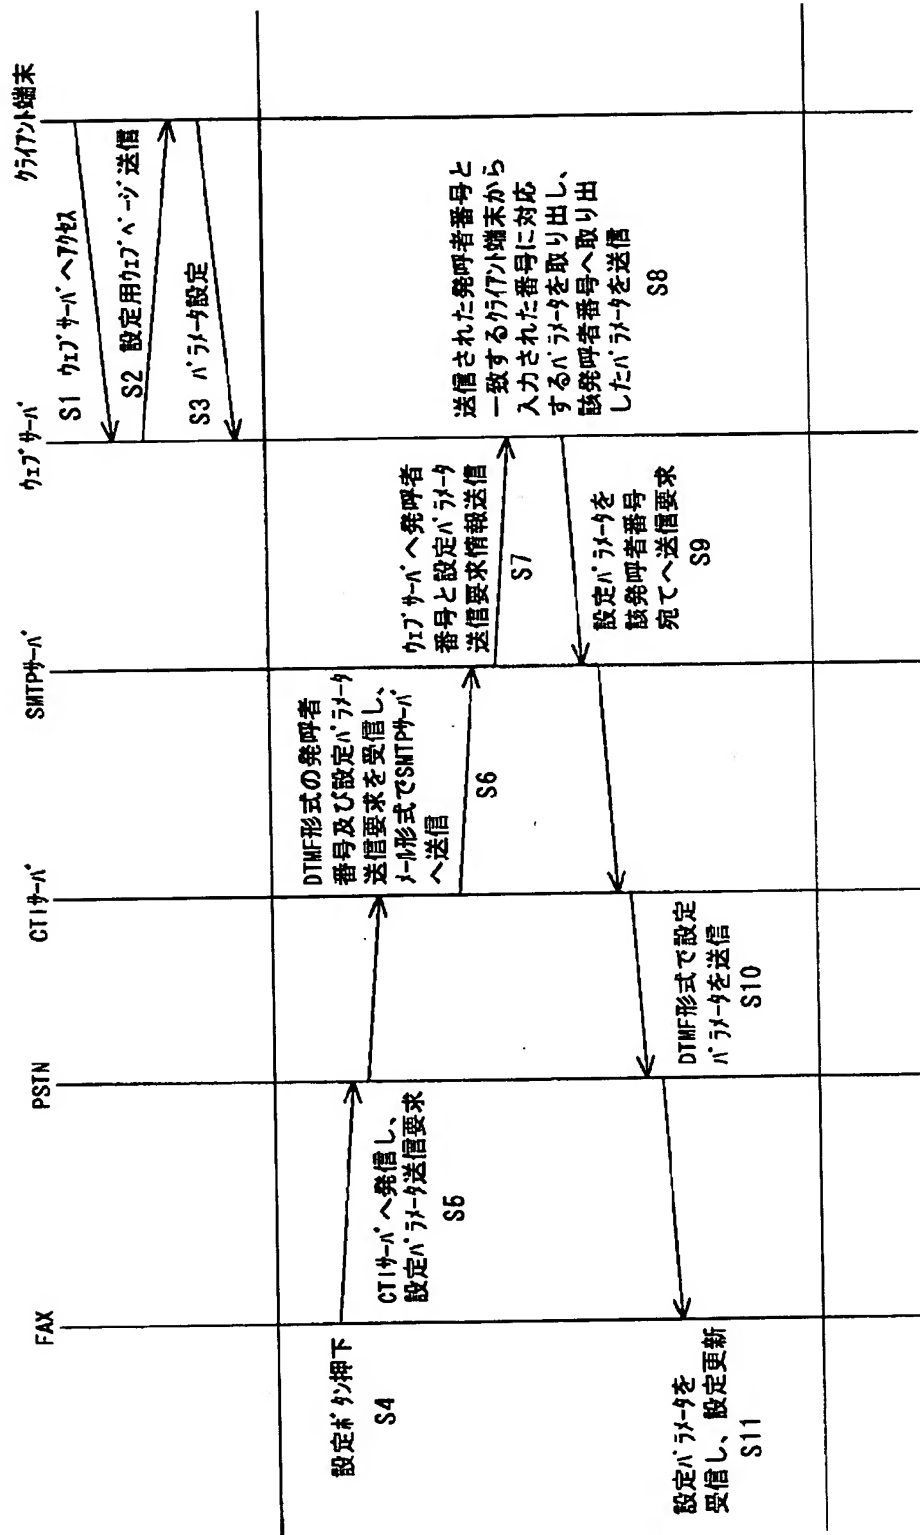 FAX
PSTN
CTIサーバ
SMTPサーバ
ウェブサーバ
クライアント端末
S1 ウェブサーバへアクセス
S2 設定用ウェブページ送信
S3 パラメータ設定
設定ボタン押下
S4
CTIサーバへ発信し、
設定パラメータ送信要求
S5
DTMF形式の発呼者
番号及び設定パラメータ
送信要求を受信し、
メール形式でSMTPサーバ
へ送信
S6
ウェブサーバへ発呼者
番号と設定パラメータ
送信要求情報送信
S7
送信された発呼者番号と
一致するクライアント端末から
入力された番号に対応
するパラメータを取り出し、
該発呼者番号へ取り出
したパラメータを送信
S8
設定パラメータを
該発呼者番号
宛てへ送信要求
S9
DTMF形式で設定
パラメータを送信
S10
設定パラメータを
受信し、設定更新
S11